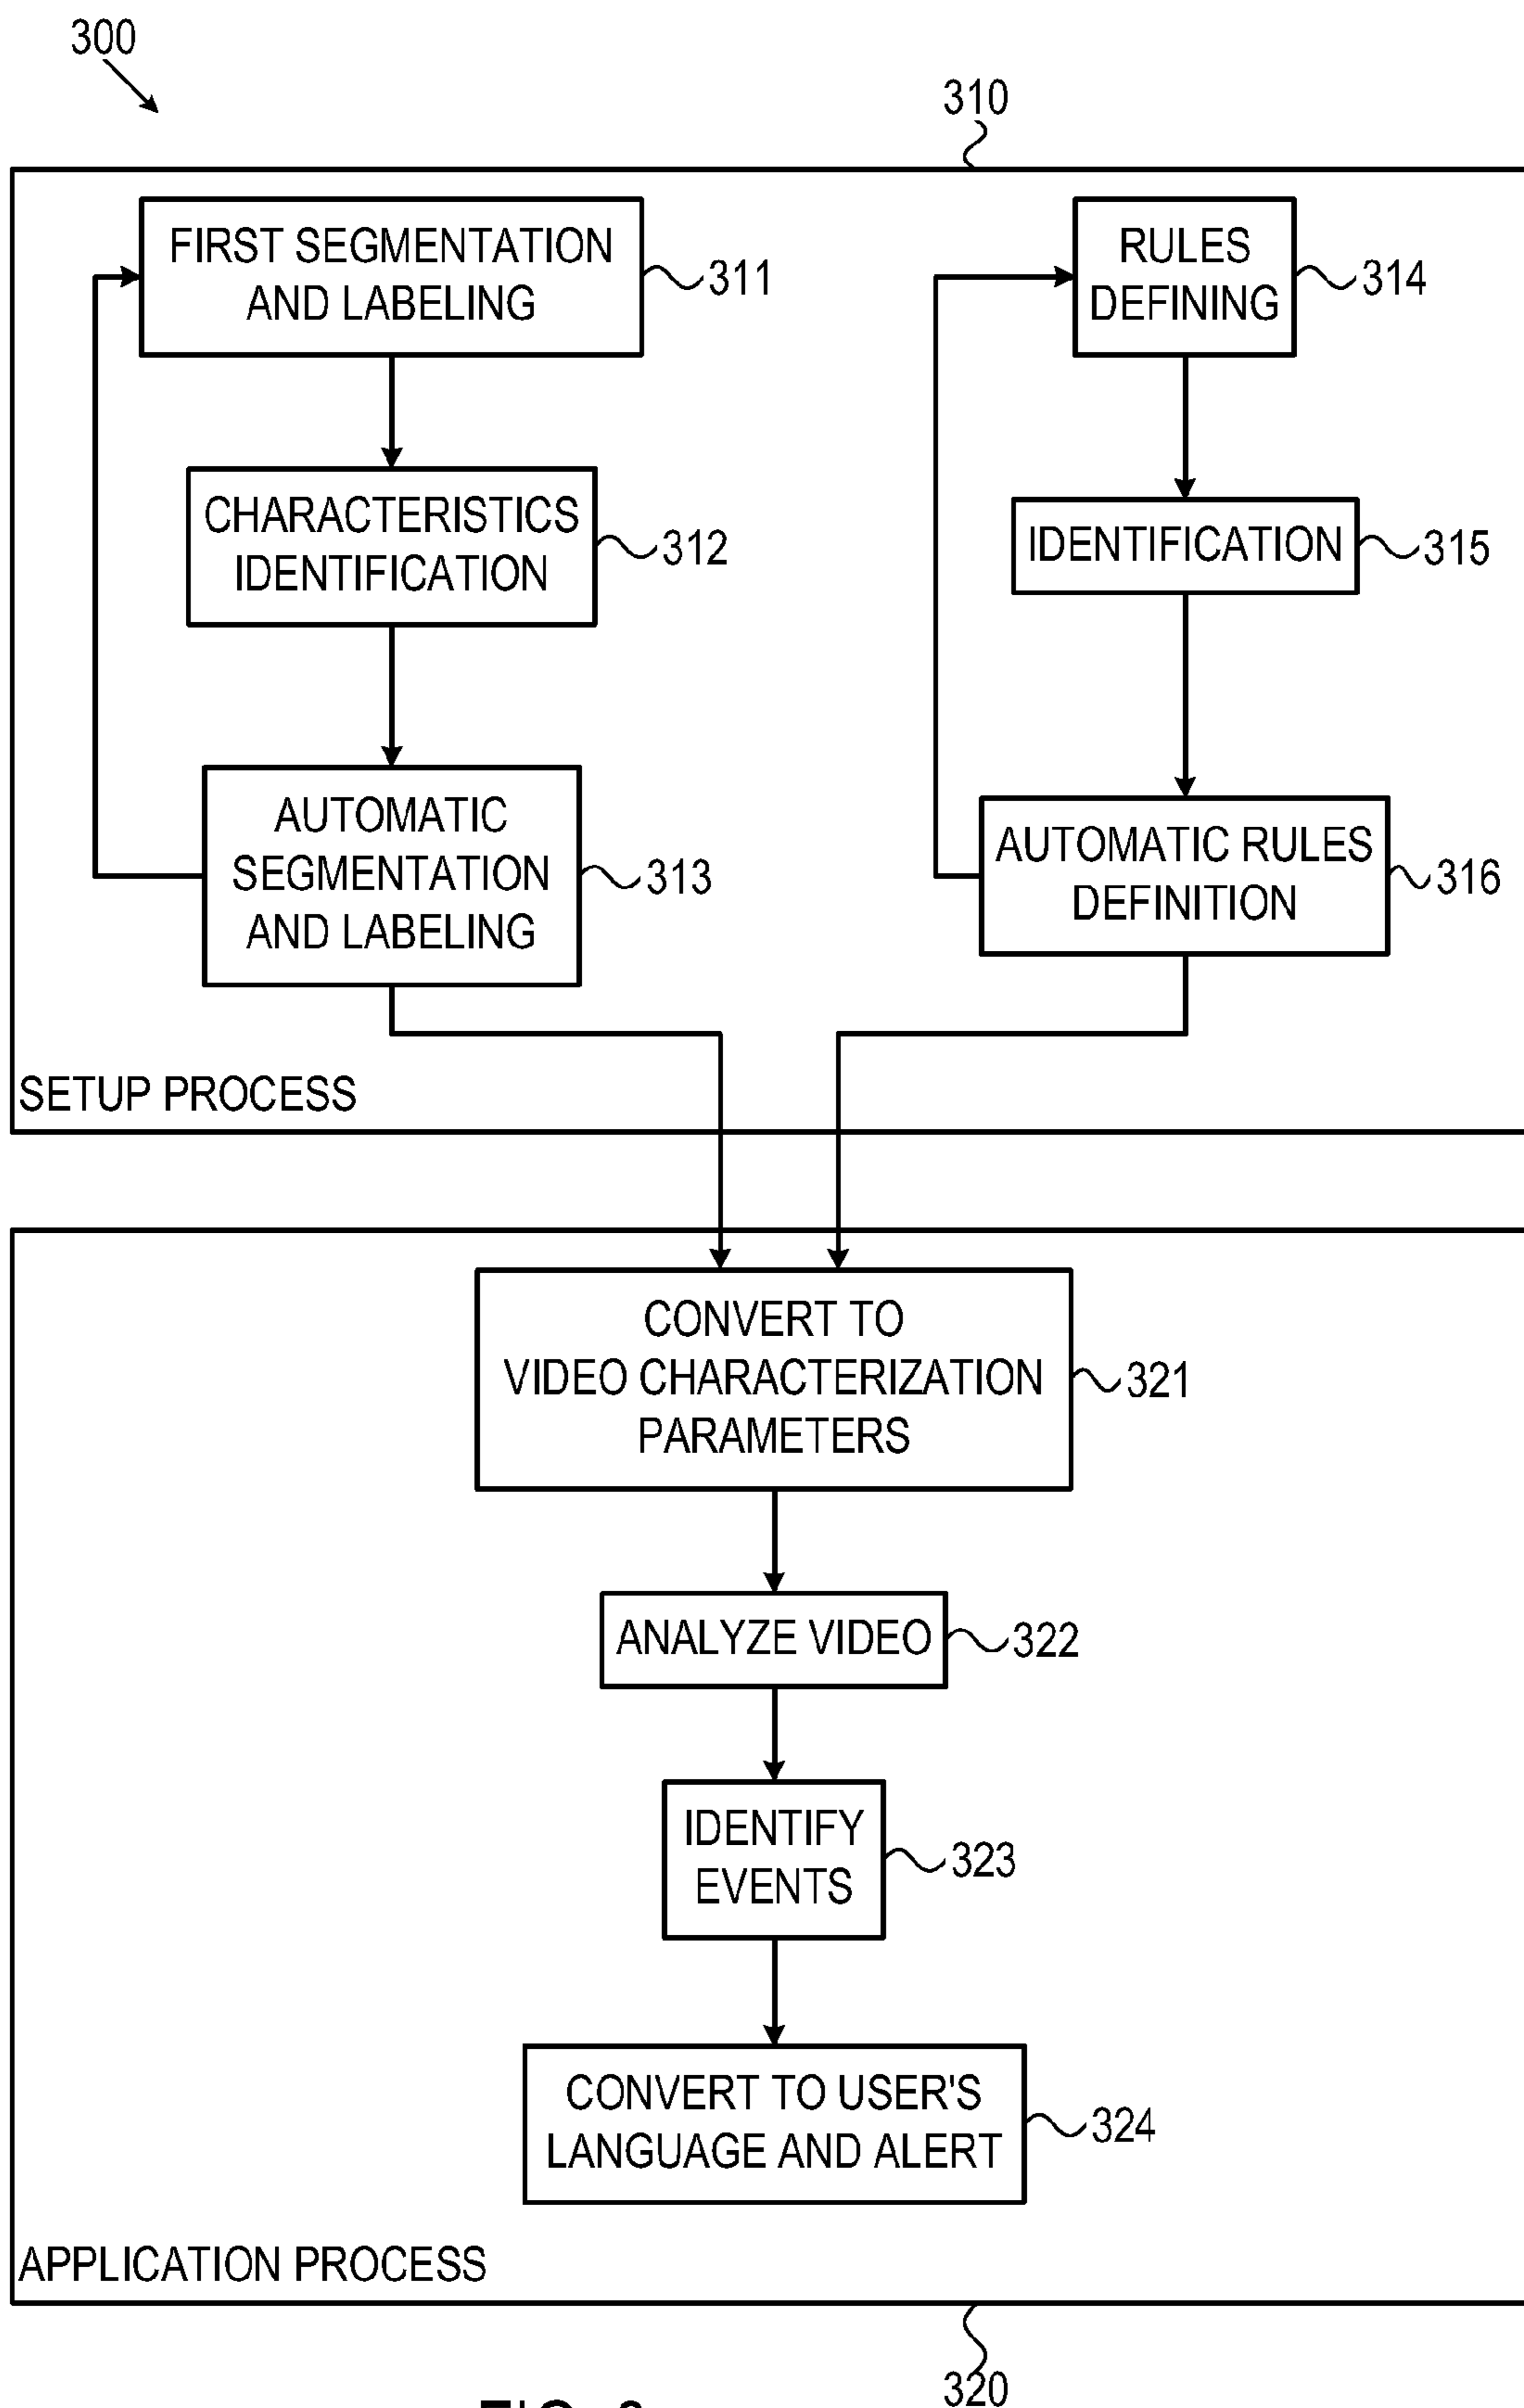 300
310
FIRST SEGMENTATION
AND LABELING
311
RULES
DEFINING
314
CHARACTERISTICS
IDENTIFICATION
312
IDENTIFICATION
315
AUTOMATIC
SEGMENTATION
AND LABELING
313
AUTOMATIC RULES
DEFINITION
316
SETUP PROCESS
CONVERT TO
VIDEO CHARACTERIZATION
PARAMETERS
321
ANALYZE VIDEO
322
IDENTIFY
EVENTS
323
CONVERT TO USER'S
LANGUAGE AND ALERT
324
APPLICATION PROCESS
320